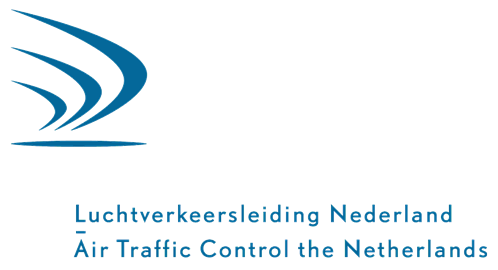 Luchtverkeersleiding Nederland
Air Traffic Control the Netherlands